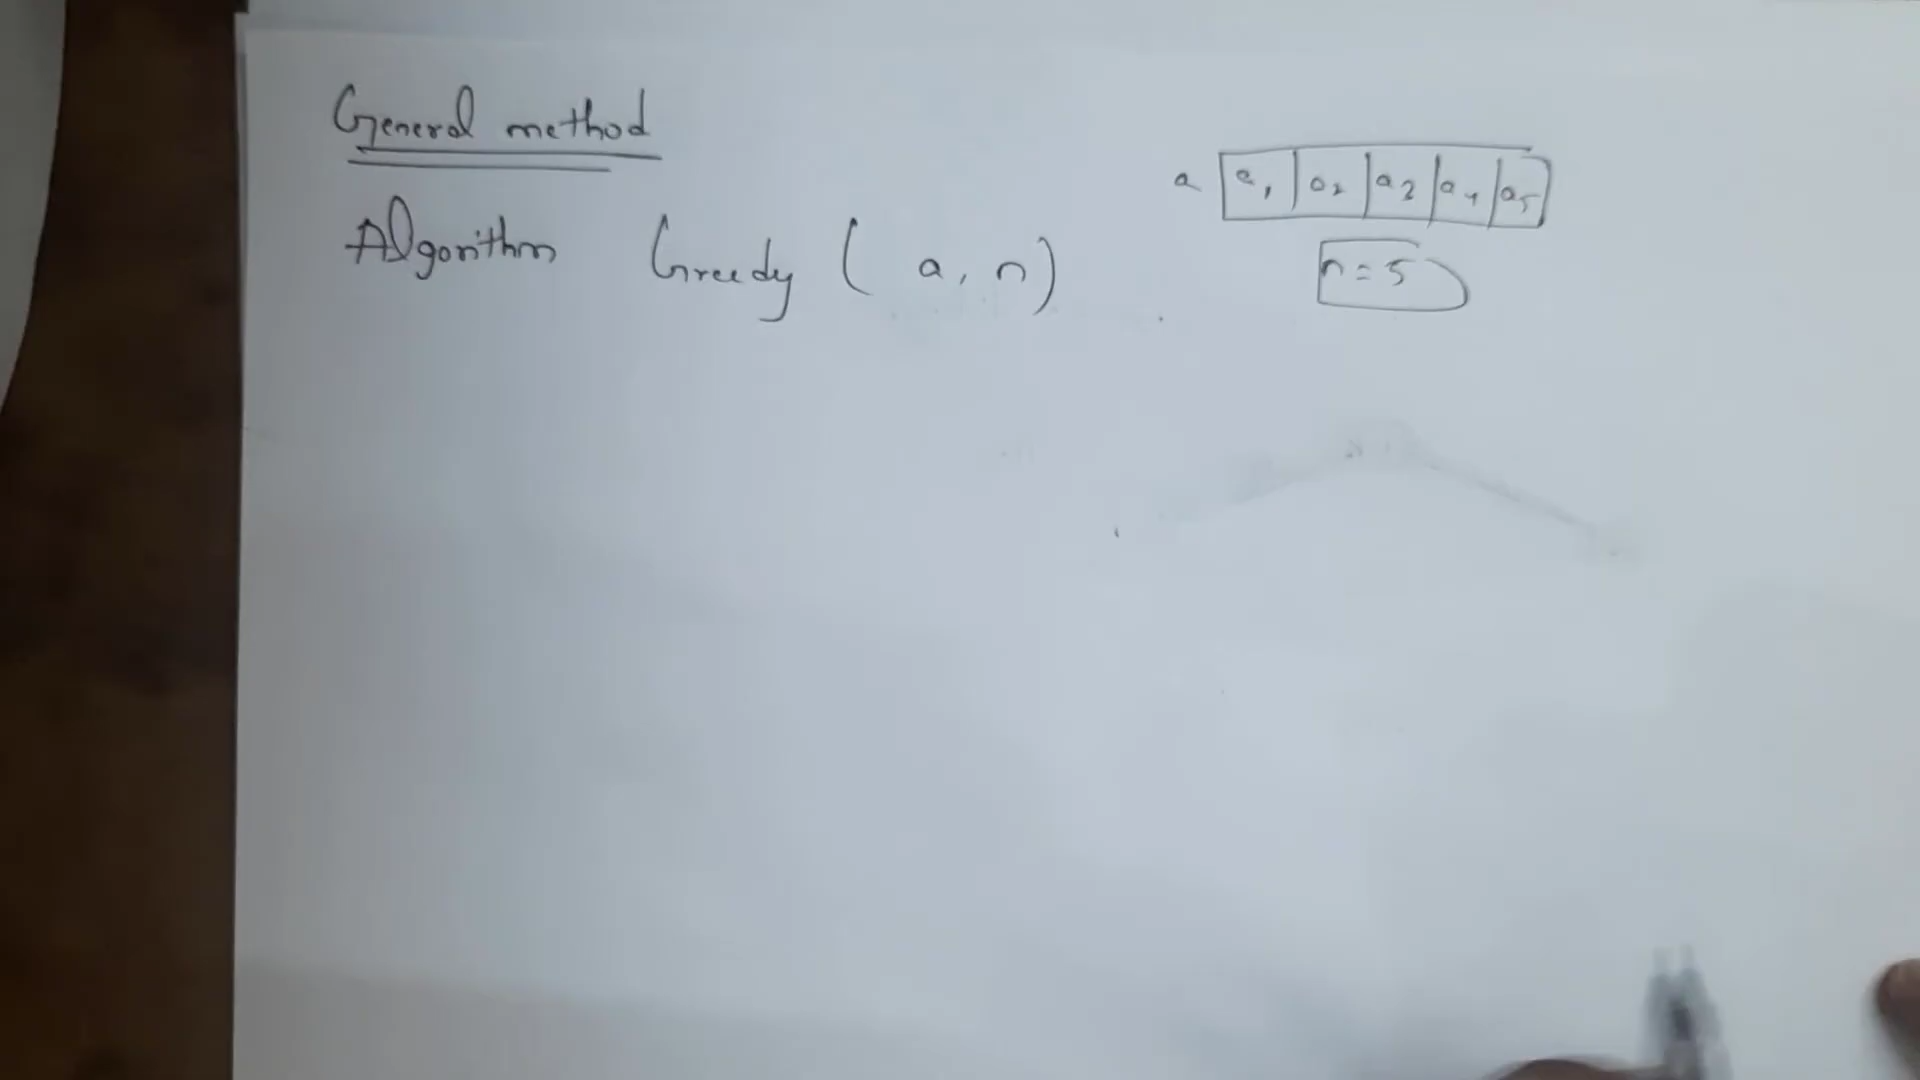 General method
a a1 a2 a3 a4 a5
Algorithm Greedy ( a, n )
n = 5